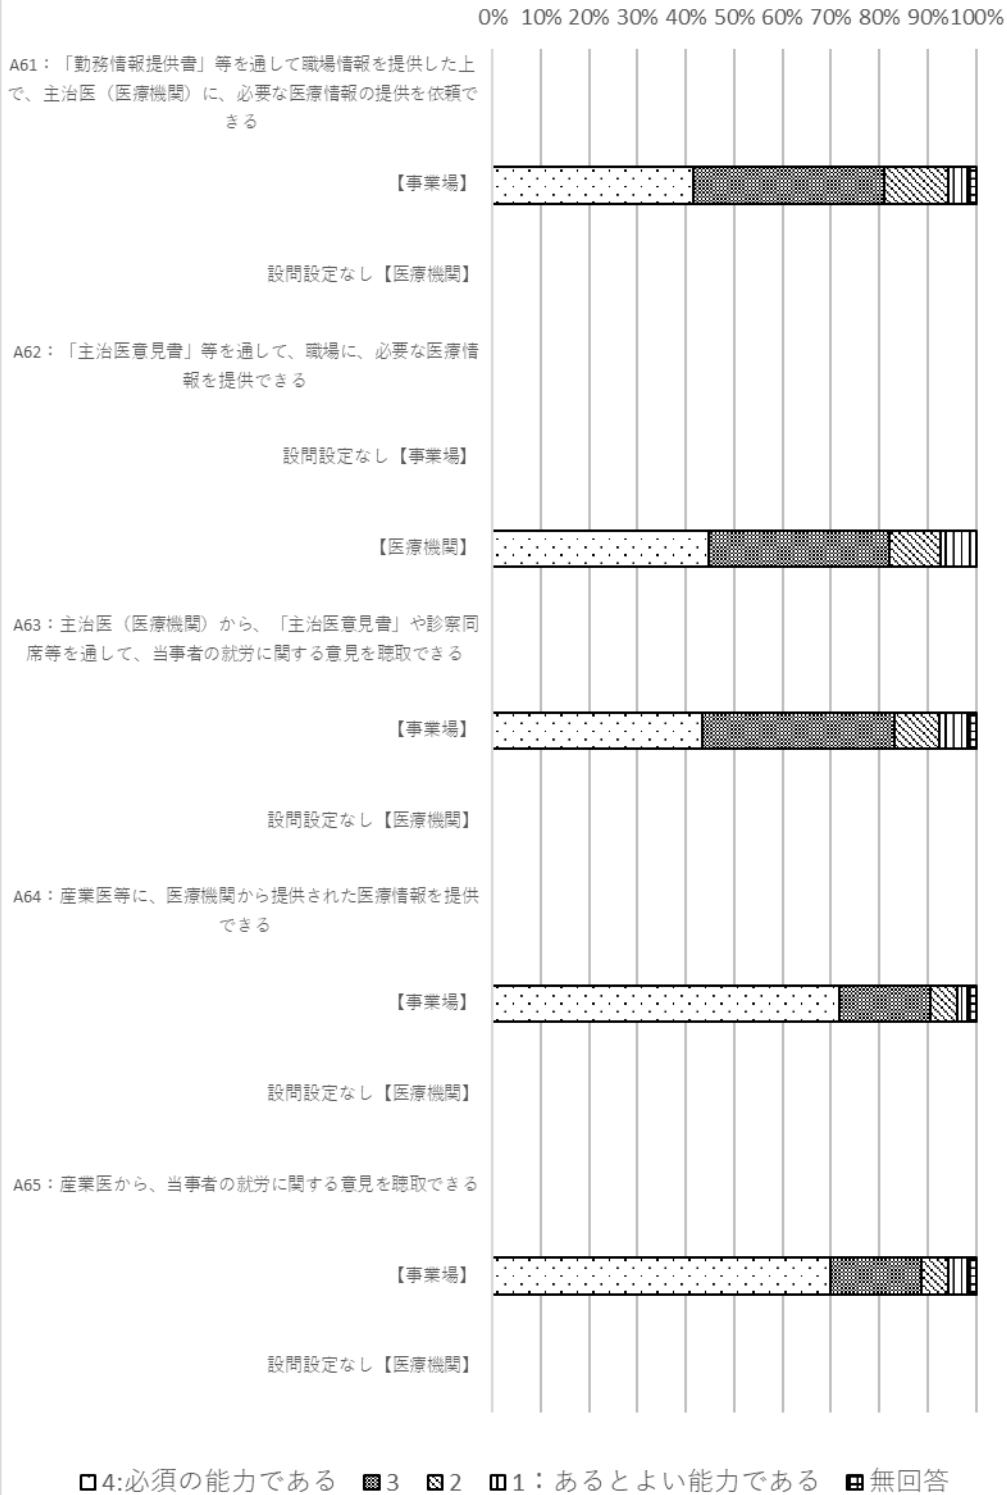 0% 10% 20% 30% 40% 50% 60% 70% 80% 90%100%
A61：「勤務情報提供書」等を通して職場情報を提供した上
で、主治医（医療機関）に、必要な医療情報の提供を依頼で
きる
【事業場】
設問設定なし【医療機関】
A62：「主治医意見書」等を通して、職場に、必要な医療情
報を提供できる
設問設定なし【事業場】
【医療機関】
A63：主治医（医療機関）から、「主治医意見書」や診察同
席等を通して、当事者の就労に関する意見を聴取できる
【事業場】
設問設定なし【医療機関】
A64：産業医等に、医療機関から提供された医療情報を提供
できる
【事業場】
設問設定なし【医療機関】
A65：産業医から、当事者の就労に関する意見を聴取できる
【事業場】
設問設定なし【医療機関】
4:必須の能力である 3 2 1：あるとよい能力である 無回答